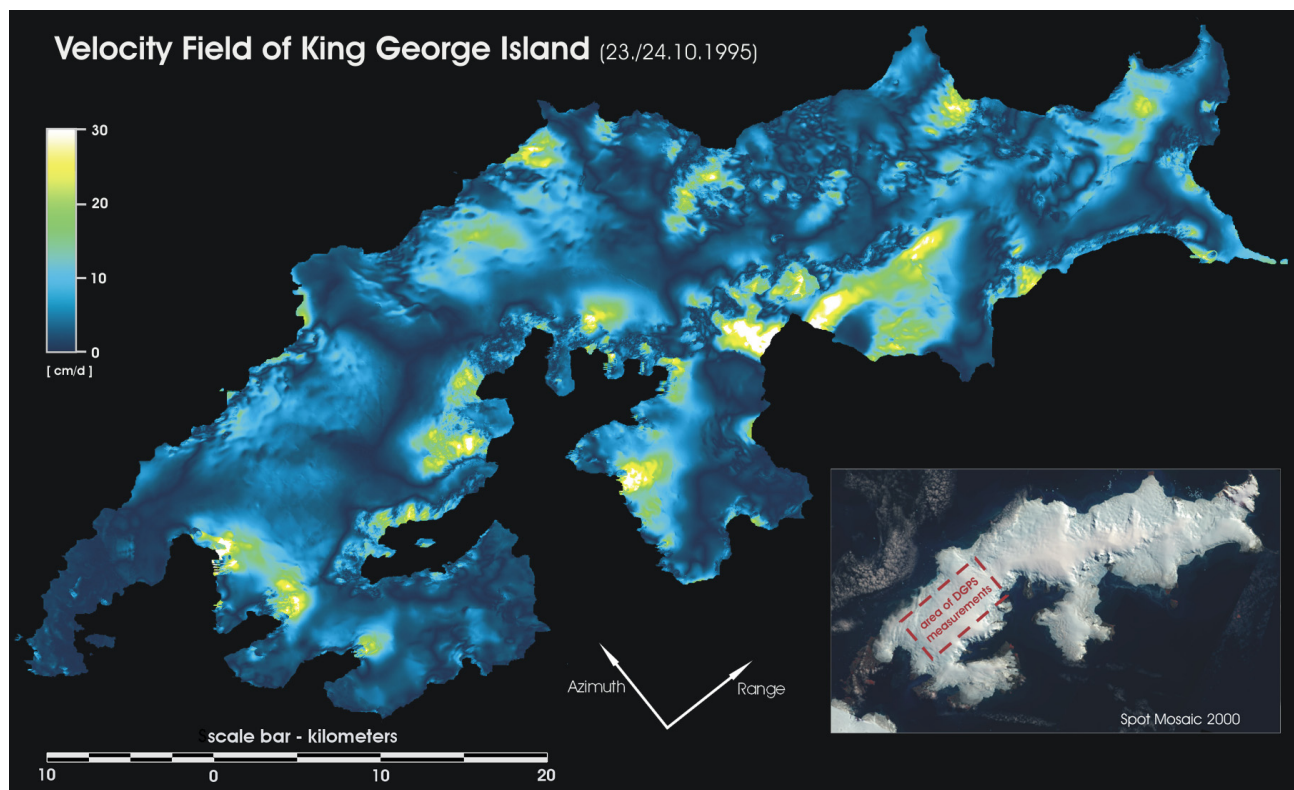 Velocity Field of King George Island (23./24.10.1995)
30
20
10
0
[ cm/d ]
area of DGPS
measurements
Azimuth
Range
Spot Mosaic 2000
scale bar - kilometers
10 0 10 20